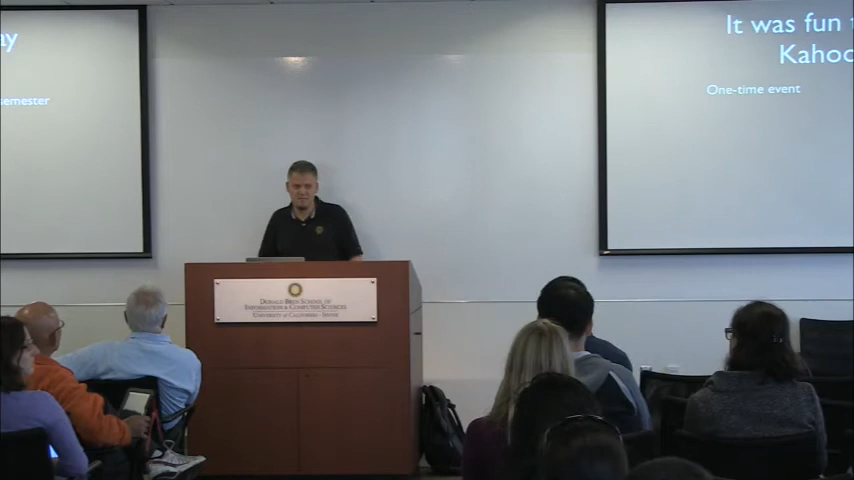 ay
semester
It was fun
Kahoo
One-time event
DONALD BREN SCHOOL OF
INFORMATION & COMPUTER SCIENCES
UNIVERSITY of CALIFORNIA · IRVINE